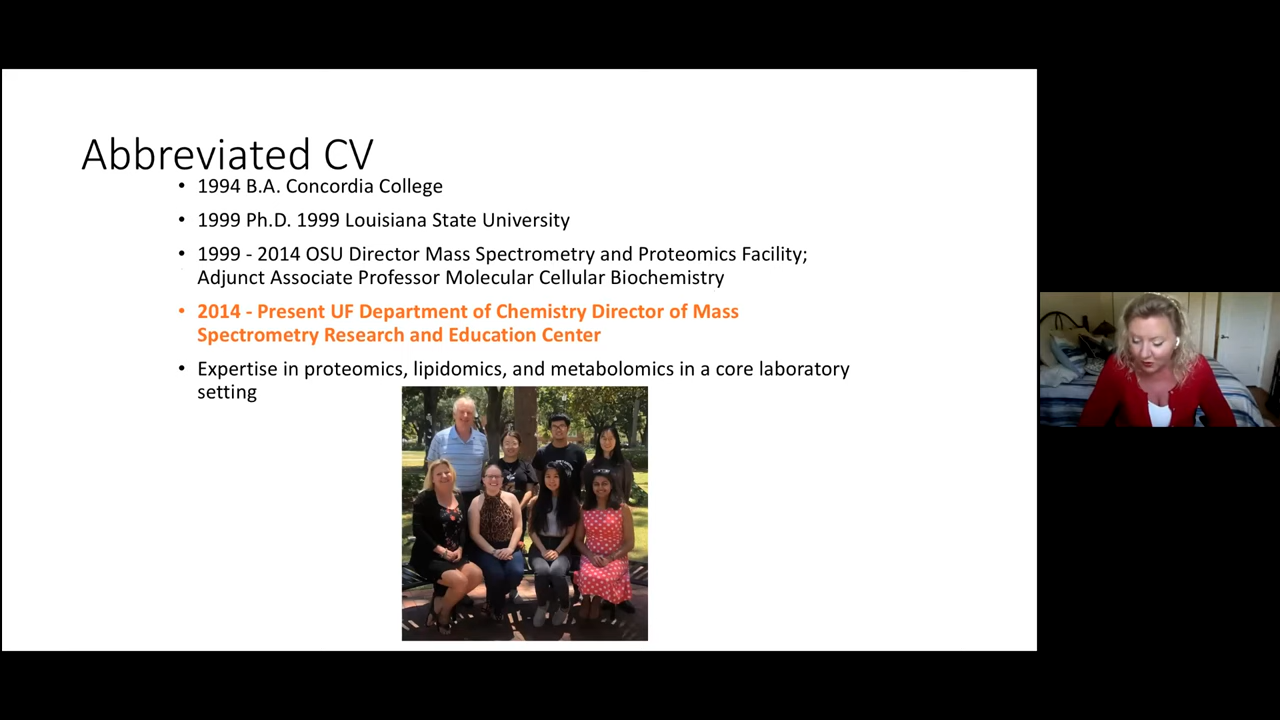 Abbreviated CV
• 1994 B.A. Concordia College
• 1999 Ph.D. 1999 Louisiana State University
• 1999 - 2014 OSU Director Mass Spectrometry and Proteomics Facility;
Adjunct Associate Professor Molecular Cellular Biochemistry
• 2014 - Present UF Department of Chemistry Director of Mass
Spectrometry Research and Education Center
• Expertise in proteomics, lipidomics, and metabolomics in a core laboratory
setting